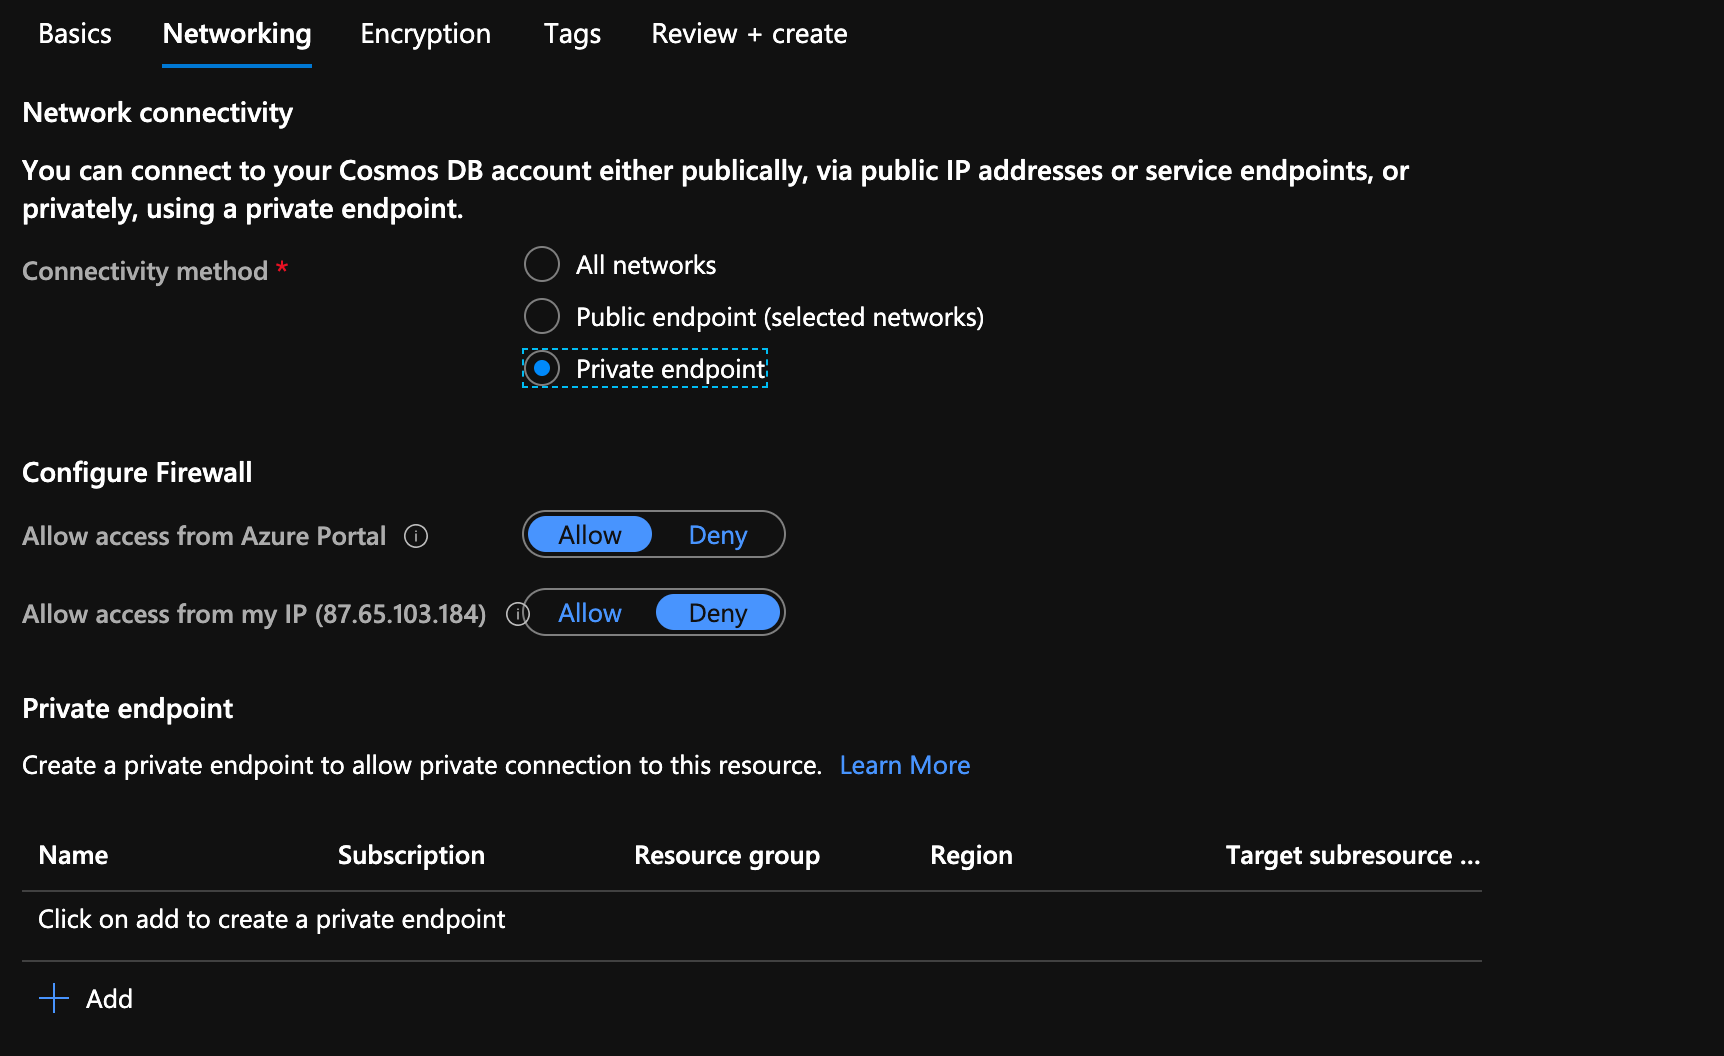 Basics Networking Encryption Tags Review + create
Network connectivity
You can connect to your Cosmos DB account either publically, via public IP addresses or service endpoints, or
privately, using a private endpoint.
Connectivity method *
All networks
Public endpoint (selected networks)
Private endpoint
Configure Firewall
Allow access from Azure Portal Allow Deny
Allow access from my IP (87.65.103.184) Allow Deny
Private endpoint
Create a private endpoint to allow private connection to this resource. Learn More
Name Subscription Resource group Region Target subresource ...
Click on add to create a private endpoint
+ Add